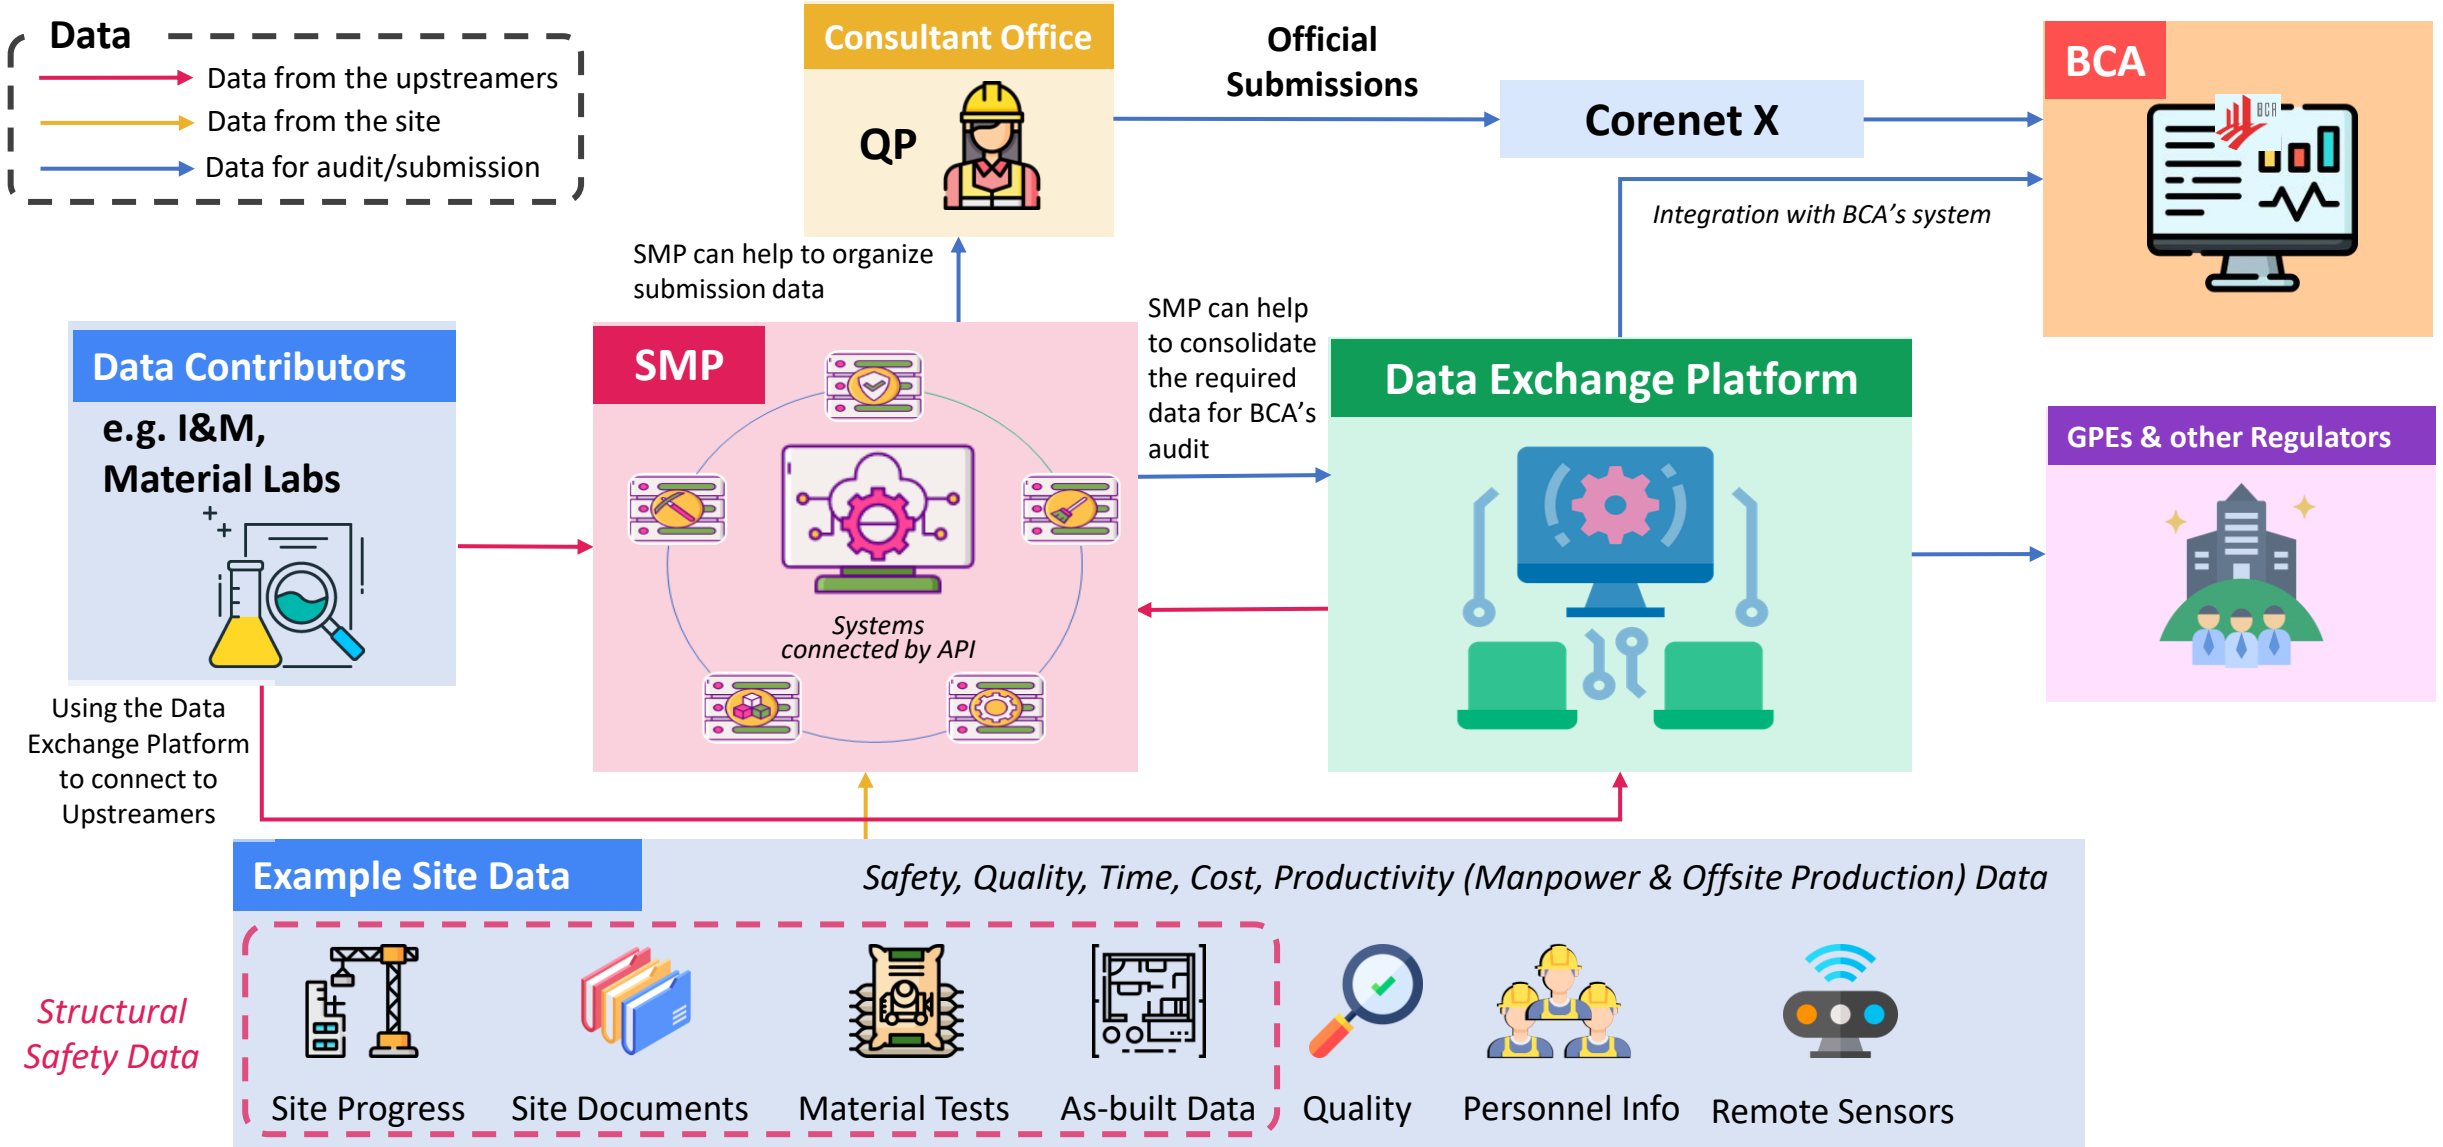 Data
Data from the upstreamers
Data from the site
Data for audit/submission
Consultant Office
QP
Official
Submissions
Corenet X
BCA
BCA
Integration with BCA's system
SMP can help to organize
submission data
SMP can help
to consolidate
the required
data for BCA's
audit
Data Contributors
e.g. I&M,
Material Labs
SMP
Systems
connected by API
Data Exchange Platform
GPEs & other Regulators
Using the Data
Exchange Platform
to connect to
Upstreamers
Example Site Data
Safety, Quality, Time, Cost, Productivity (Manpower & Offsite Production) Data
Structural
Safety Data
Site Progress
Site Documents
Material Tests
As-built Data
Quality
Personnel Info
Remote Sensors